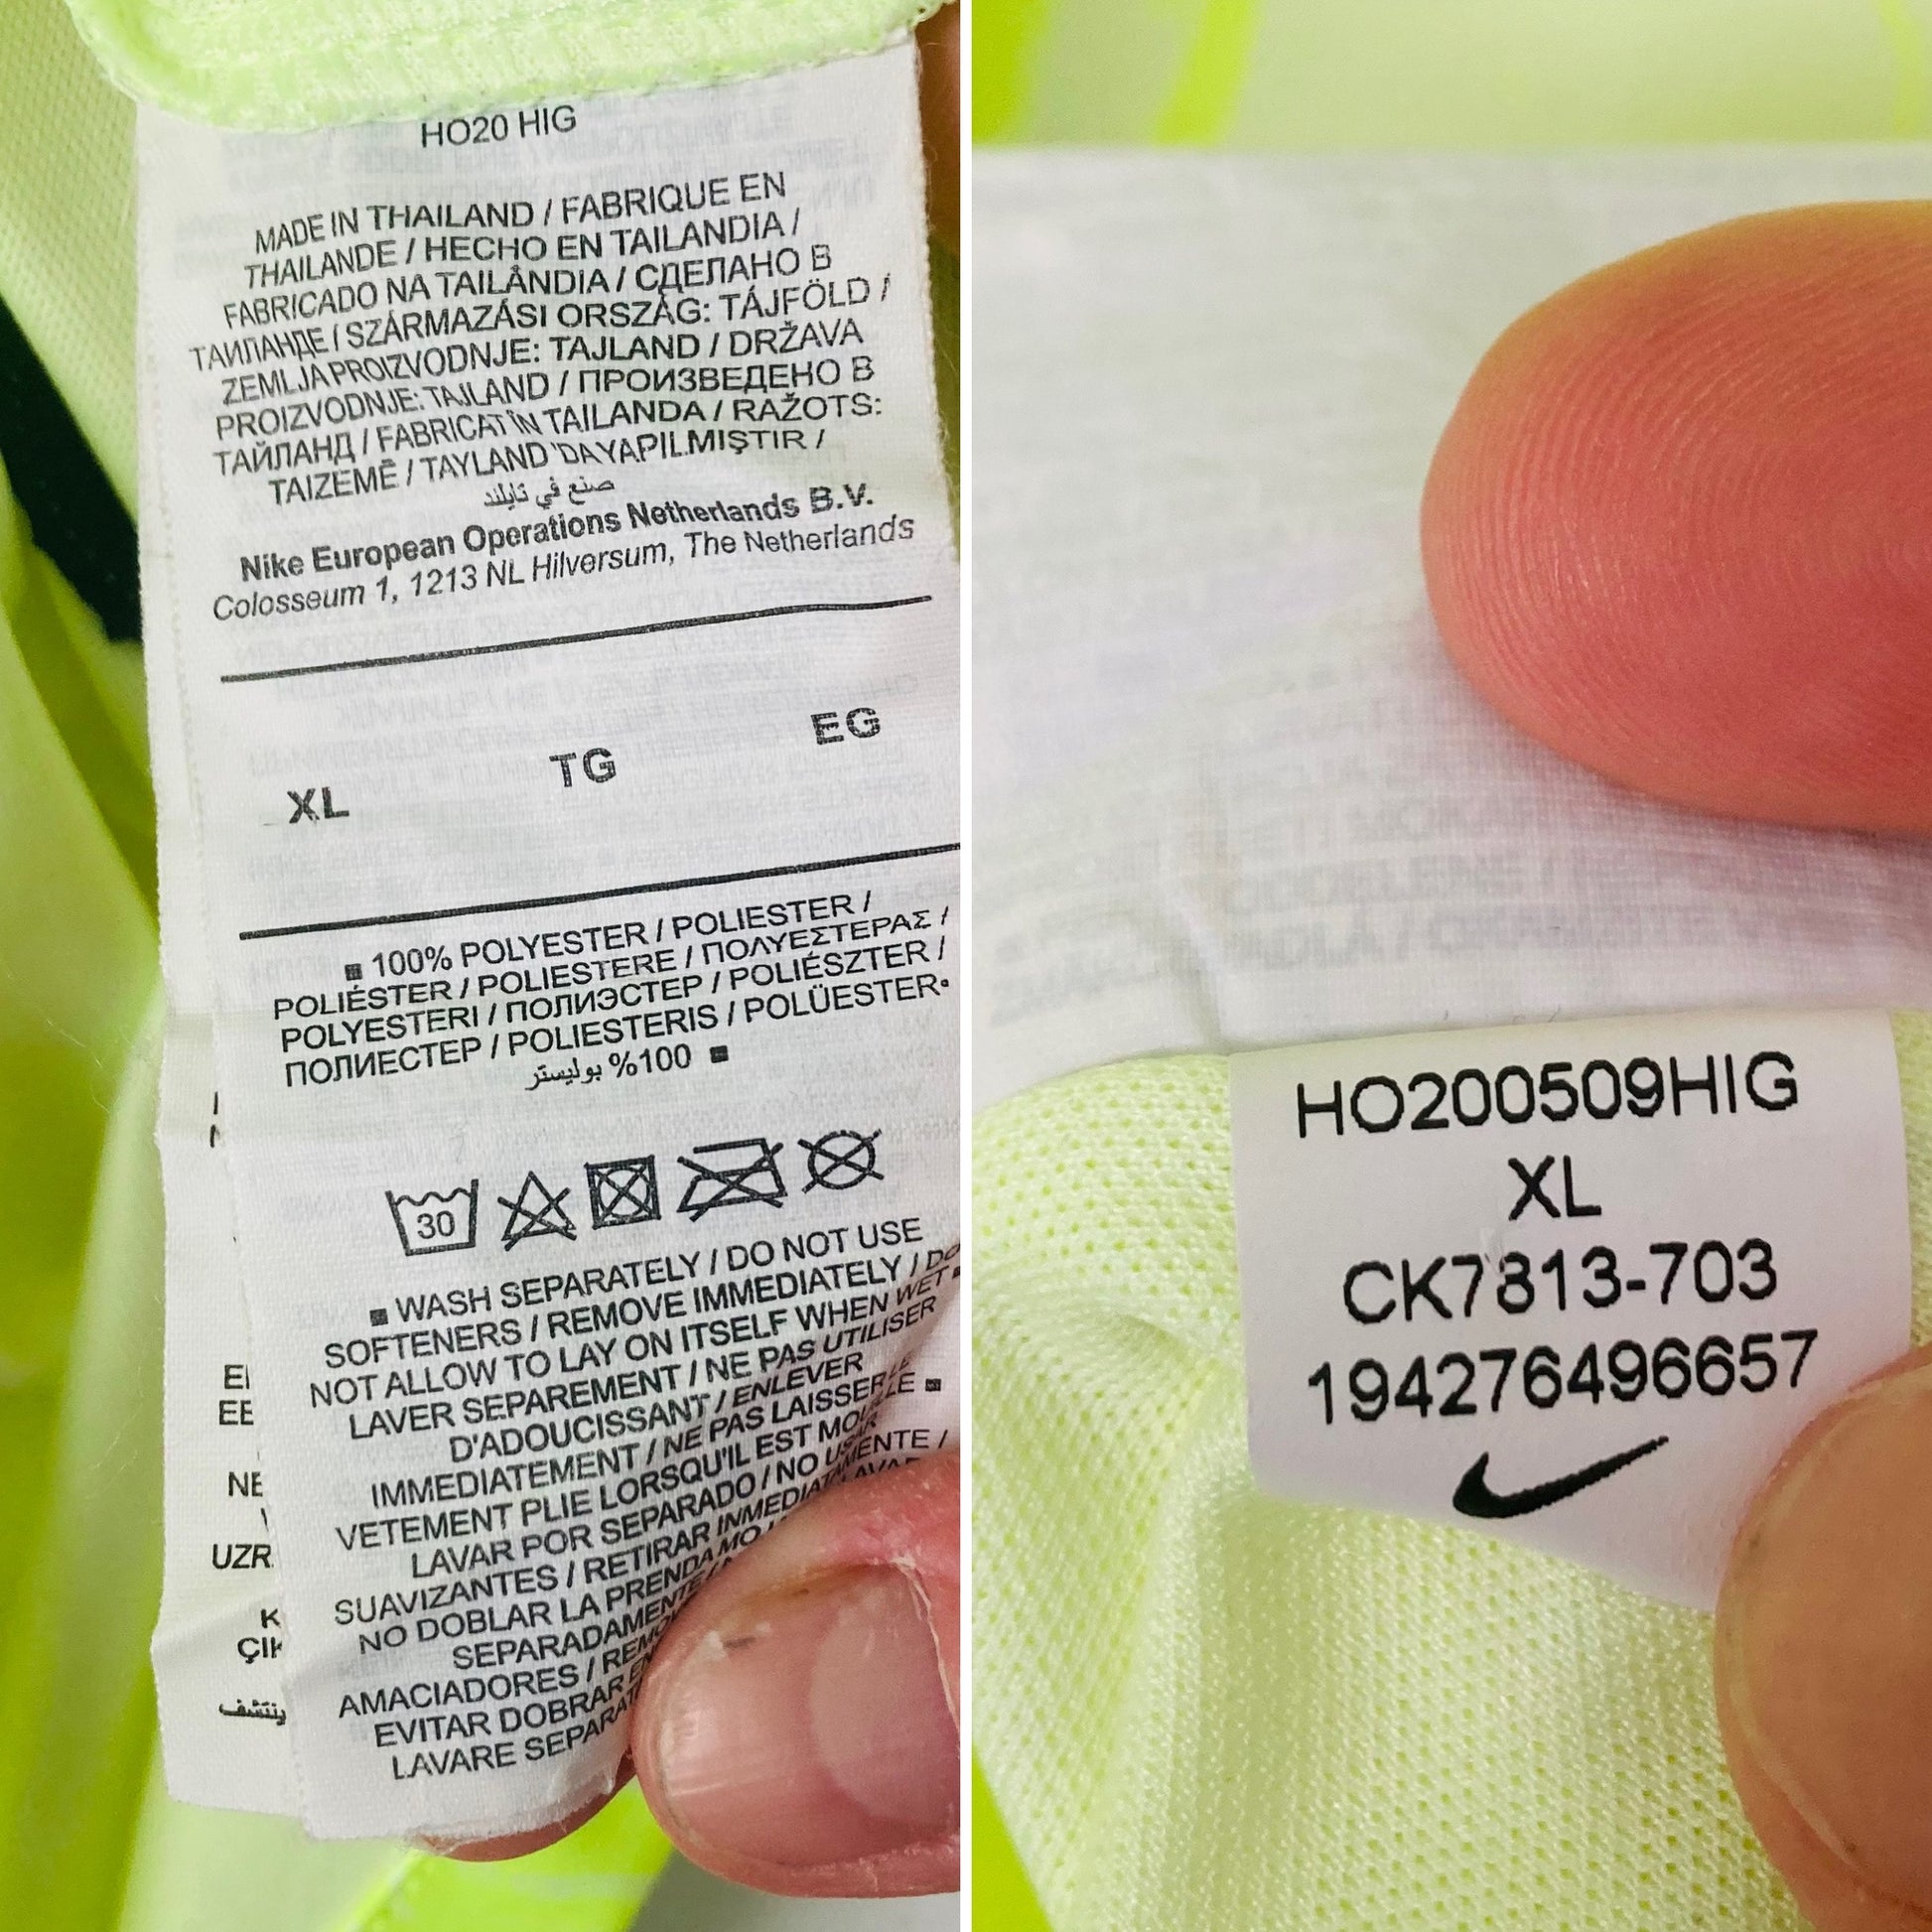 HO20 HIG
MADE IN THAILAND / FABRIQUE EN
THAILANDE / HECHO EN TAILANDIA /
FABRICADO NA TAILÂNDIA / СДЕЛАНО В
ТАИЛАНДЕ / SZÁRMAZÁSI ORSZÁG: TÁJFÖLD /
ZEMLJA PROIZVODNJE: TAJLAND / DRŽAVA
PROIZVODNJE: TAJLAND / ПРОИЗВЕДЕНО В
ТАЙЛАНД / FABRICAT ÎN TAILANDA / RAŽOTS:
TAIZEMĒ / TAYLAND'DA YAPILMIŞTIR /
صنع في تايلند
Nike European Operations Netherlands B.V.
Colosseum 1, 1213 NL Hilversum, The Netherlands
XL TG EG
■ 100% POLYESTER / POLIESTER /
POLIÉSTER / POLIESTERE / ΠΟΛΥΕΣΤΕΡΑΣ /
POLYESTERI / ПОЛИЭСТЕР / POLIÉSZTER /
ПОЛИЕСТЕР / POLIESTERIS / POLÜESTER•
100% بوليستر ■
30
■ WASH SEPARATELY / DO NOT USE
SOFTENERS / REMOVE IMMEDIATELY / DO
NOT ALLOW TO LAY ON ITSELF WHEN WET ■
LAVER SEPAREMENT / NE PAS UTILISER
D'ADOUCISSANT / ENLEVER
IMMEDIATEMENT / NE PAS LAISSER LE
VETEMENT PLIE LORSQU'IL EST MOUILLE ■
LAVAR POR SEPARADO / NO USAR
SUAVIZANTES / RETIRAR INMEDIATAMENTE /
NO DOBLAR LA PRENDA
SEPARADAMENTE /
AMACIADORES /
EVITAR DOBRAR
LAVARE
UZR
ÇIK
ينتشف
HO200509HIG
XL
CK7813-703
194276496657